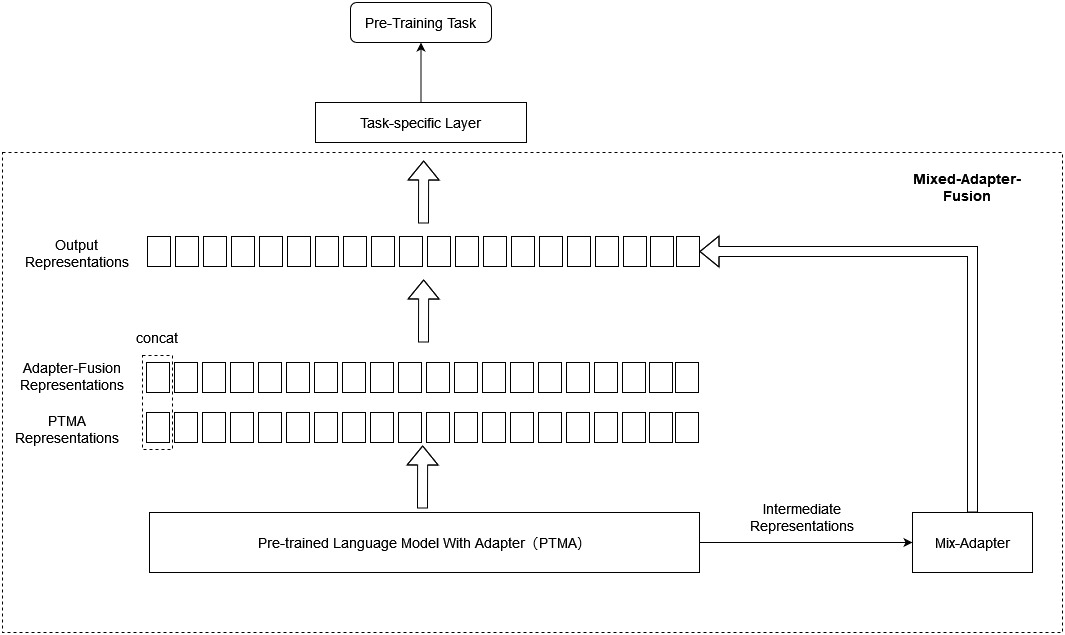 Pre-Training Task
Task-specific Layer
Mixed-Adapter-
Fusion
Output
Representations
concat
Adapter-Fusion
Representations
PTMA
Representations
Intermediate
Representations
Pre-trained Language Model With Adapter（PTMA）
Mix-Adapter